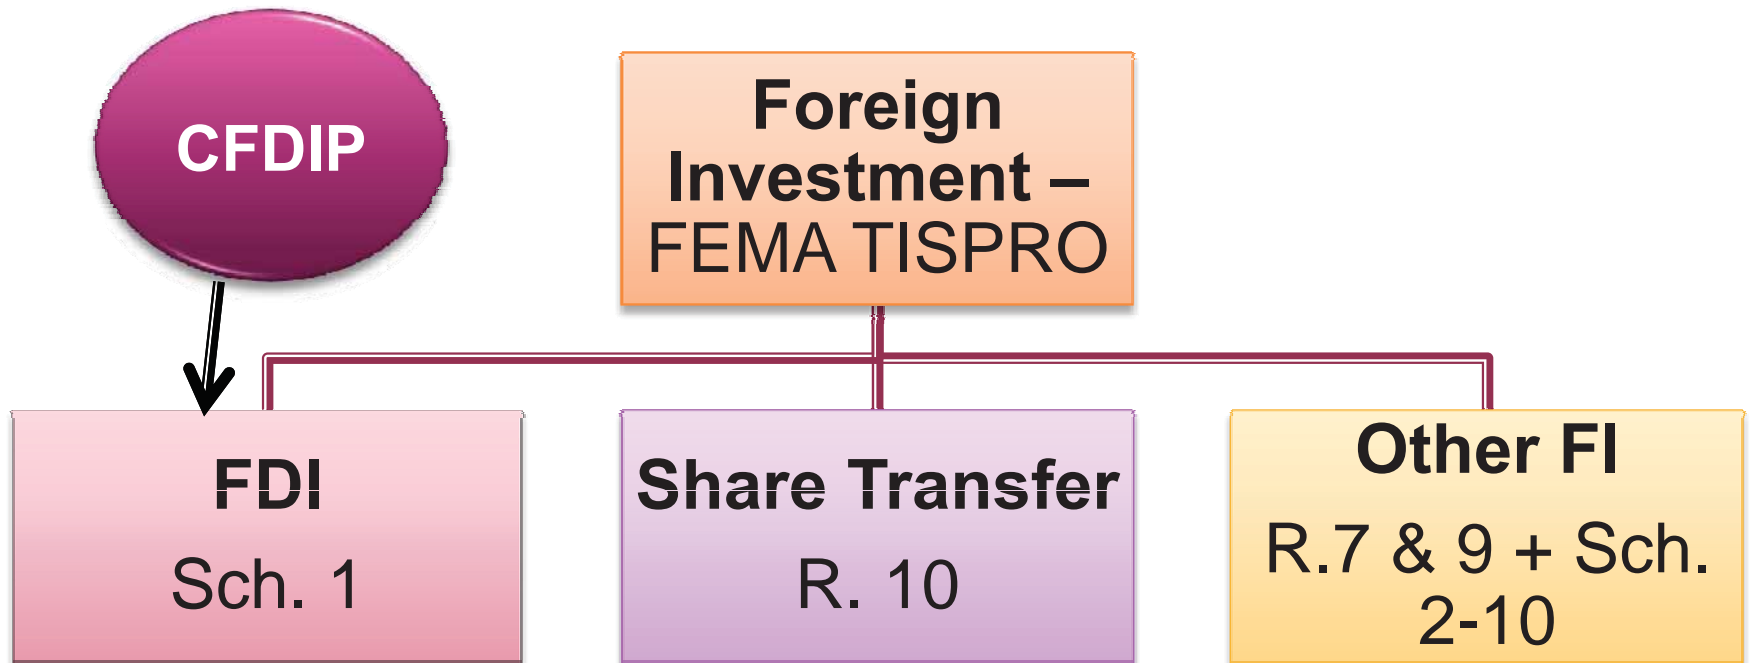 CFDIP
Foreign
Investment –
FEMA TISPRO
FDI
Sch. 1
Share Transfer
R. 10
Other FI
R.7 & 9 + Sch.
2-10